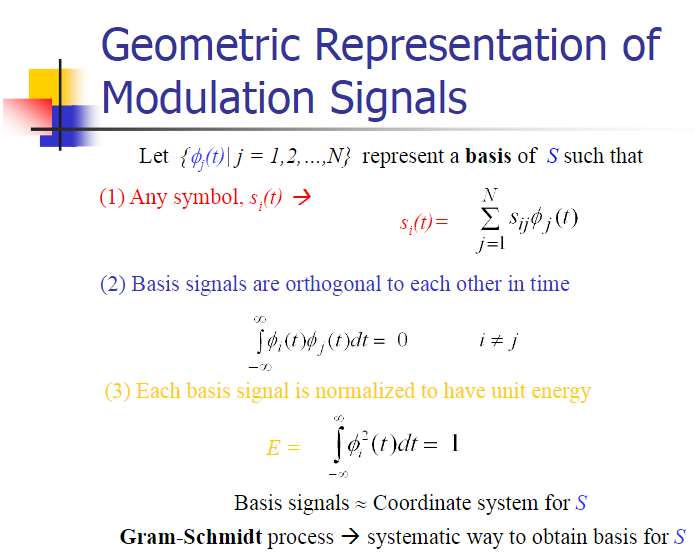 Geometric Representation of
Modulation Signals
Let {ϕj(t)| j = 1,2,...,N} represent a basis of S such that
(1) Any symbol, si(t) →
si(t)= N Σ j=1 sijϕj(t)
(2) Basis signals are orthogonal to each other in time
∞ ∫ −∞ ϕi(t)ϕj(t)dt = 0 i ≠ j
(3) Each basis signal is normalized to have unit energy
E = ∞ ∫ −∞ ϕi²(t)dt = 1
Basis signals ≈ Coordinate system for S
Gram-Schmidt process → systematic way to obtain basis for S